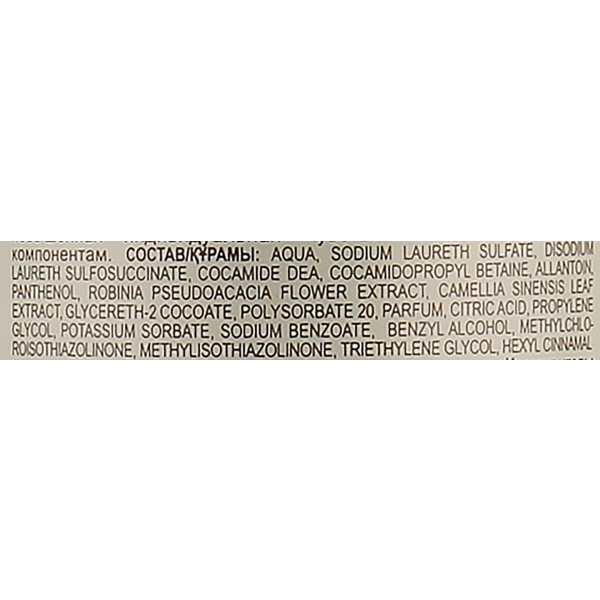 компонентам. СОСТАВ/ҚҰРАМЫ: AQUA, SODIUM LAURETH SULFATE, DISODIUM
LAURETH SULFOSUCCINATE, COCAMIDE DEA, COCAMIDOPROPYL BETAINE, ALLANTOIN,
PANTHENOL, ROBINIA PSEUDOACACIA FLOWER EXTRACT, CAMELLIA SINENSIS LEAF
EXTRACT, GLYCERETH-2 COCOATE, POLYSORBATE 20, PARFUM, CITRIC ACID, PROPYLENE
GLYCOL, POTASSIUM SORBATE, SODIUM BENZOATE, BENZYL ALCOHOL, METHYLCHLO-
ROISOTHIAZOLINONE, METHYLISOTHIAZOLINONE, TRIETHYLENE GLYCOL, HEXYL CINNAMAL